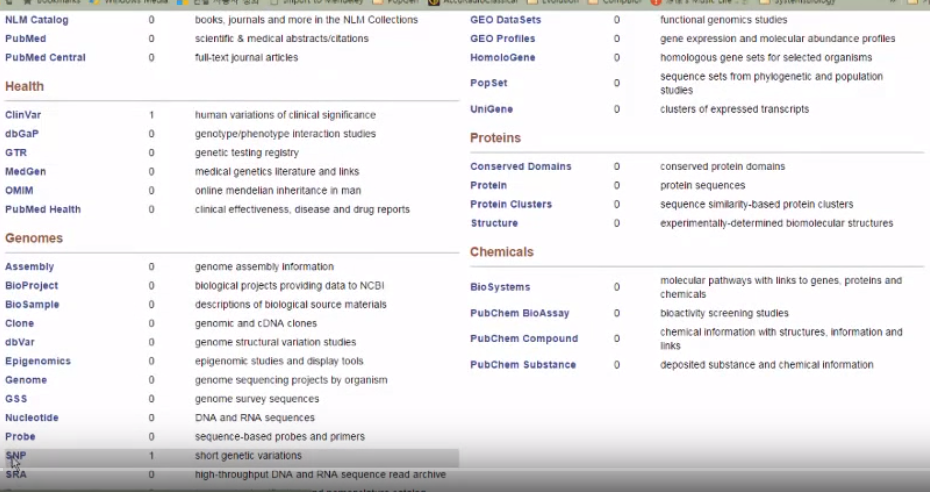 Bookmarks Windows Media Import to Mendeley PopGen AccuRadioClassical Evolution Computer Music Life SystemsBiology
NLM Catalog 0 books, journals and more in the NLM Collections
PubMed 0 scientific & medical abstracts/citations
PubMed Central 0 full-text journal articles
Health
ClinVar 1 human variations of clinical significance
dbGaP 0 genotype/phenotype interaction studies
GTR 0 genetic testing registry
MedGen 0 medical genetics literature and links
OMIM 0 online mendelian inheritance in man
PubMed Health 0 clinical effectiveness, disease and drug reports
Genomes
Assembly 0 genome assembly information
BioProject 0 biological projects providing data to NCBI
BioSample 0 descriptions of biological source materials
Clone 0 genomic and cDNA clones
dbVar 0 genome structural variation studies
Epigenomics 0 epigenomic studies and display tools
Genome 0 genome sequencing projects by organism
GSS 0 genome survey sequences
Nucleotide 0 DNA and RNA sequences
Probe 0 sequence-based probes and primers
SNP 1 short genetic variations
SRA 0 high-throughput DNA and RNA sequence read archive
GEO DataSets 0 functional genomics studies
GEO Profiles 0 gene expression and molecular abundance profiles
HomoloGene 0 homologous gene sets for selected organisms
PopSet 0 sequence sets from phylogenetic and population
studies
UniGene 0 clusters of expressed transcripts
Proteins
Conserved Domains 0 conserved protein domains
Protein 0 protein sequences
Protein Clusters 0 sequence similarity-based protein clusters
Structure 0 experimentally-determined biomolecular structures
Chemicals
BioSystems 0 molecular pathways with links to genes, proteins and
chemicals
PubChem BioAssay 0 bioactivity screening studies
PubChem Compound 0 chemical information with structures, information and
links
PubChem Substance 0 deposited substance and chemical information